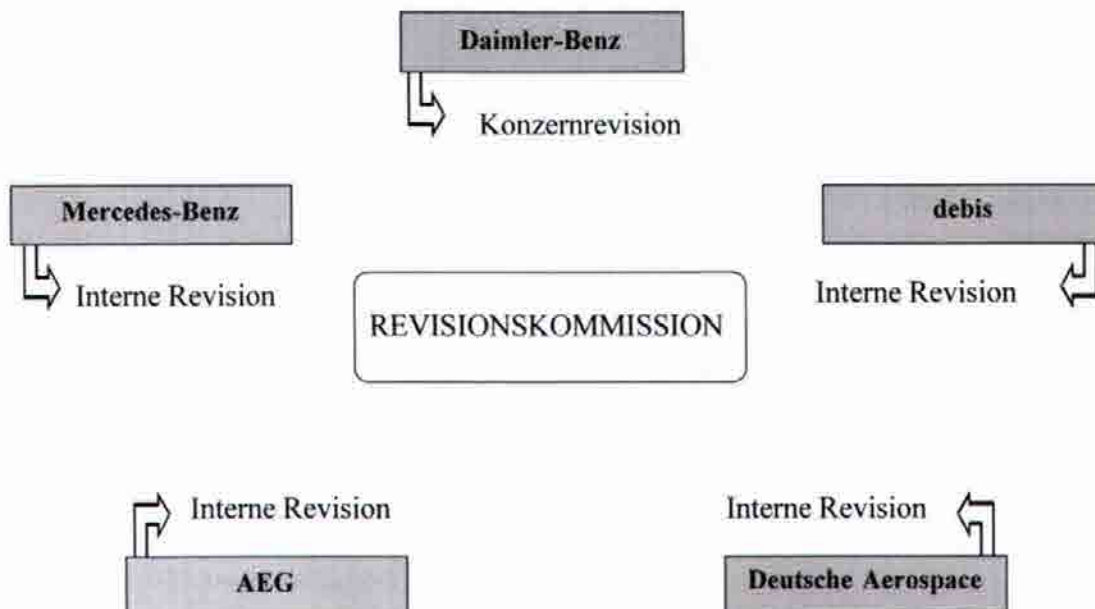 Daimler-Benz
Konzernrevision
Mercedes-Benz
debis
Interne Revision
Interne Revision
REVISIONSKOMMISSION
Interne Revision
Interne Revision
AEG
Deutsche Aerospace